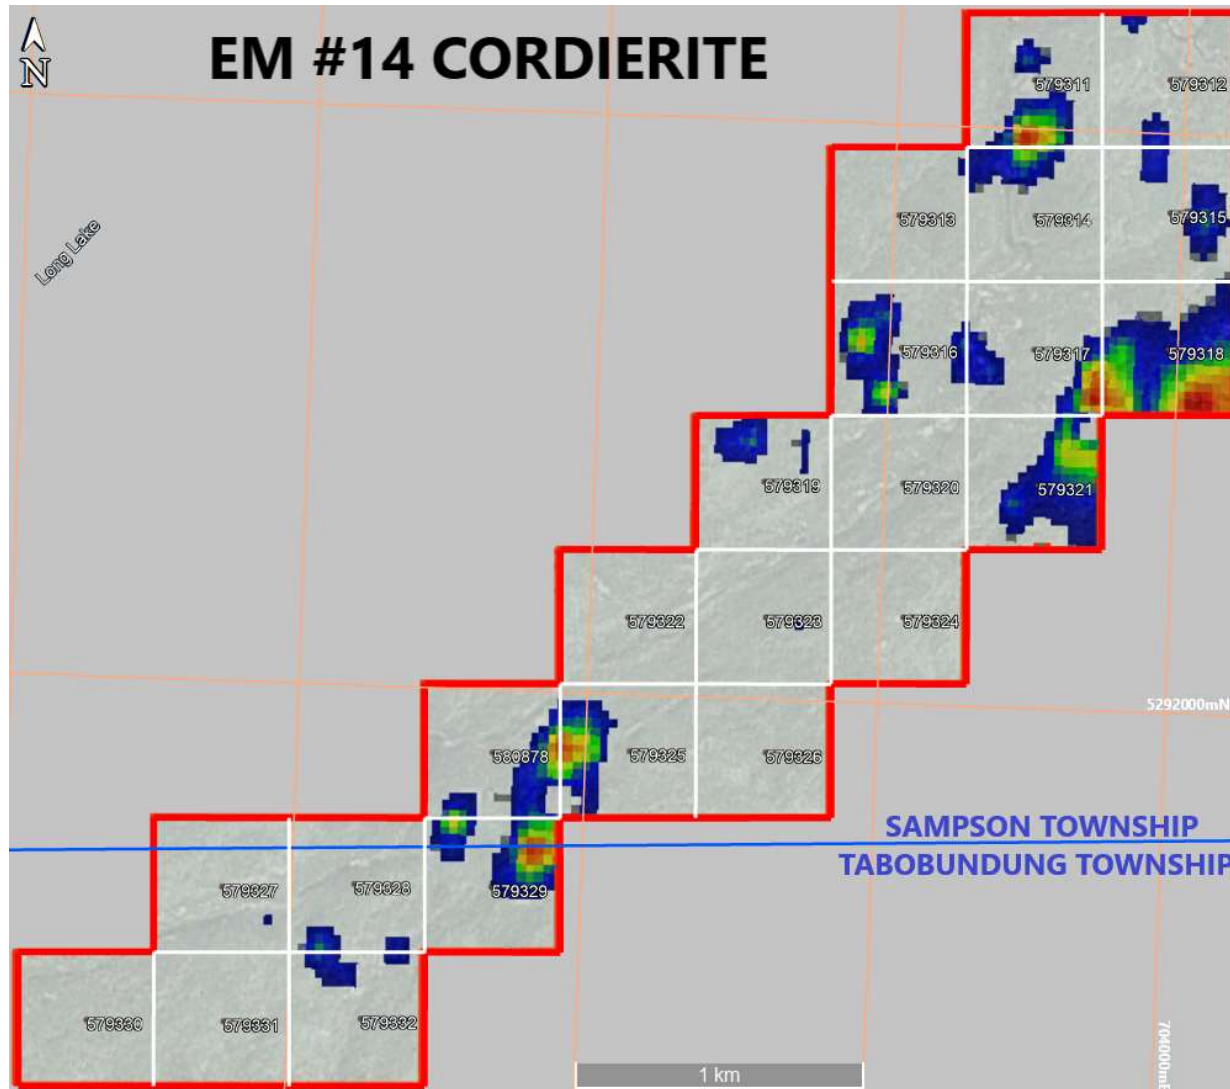 N
EM #14 CORDIERITE
579311
579312
Long Lake
579313
579314
579315
579316
579317
579318
579319
579320
579321
579322
579323
579324
5292000mN
580878
579325
579326
SAMPSON TOWNSHIP
TABOBUNDUNG TOWNSHIP
579327
579328
579329
579330
579331
579332
704000mE
1 km